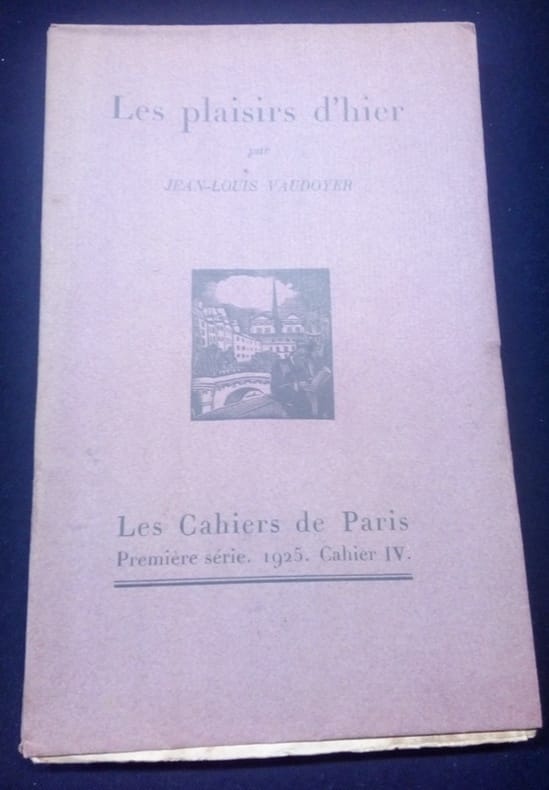 Les plaisirs d'hier
par
JEAN-LOUIS VAUDOYER
Les Cahiers de Paris
Première série. 1925. Cahier IV.